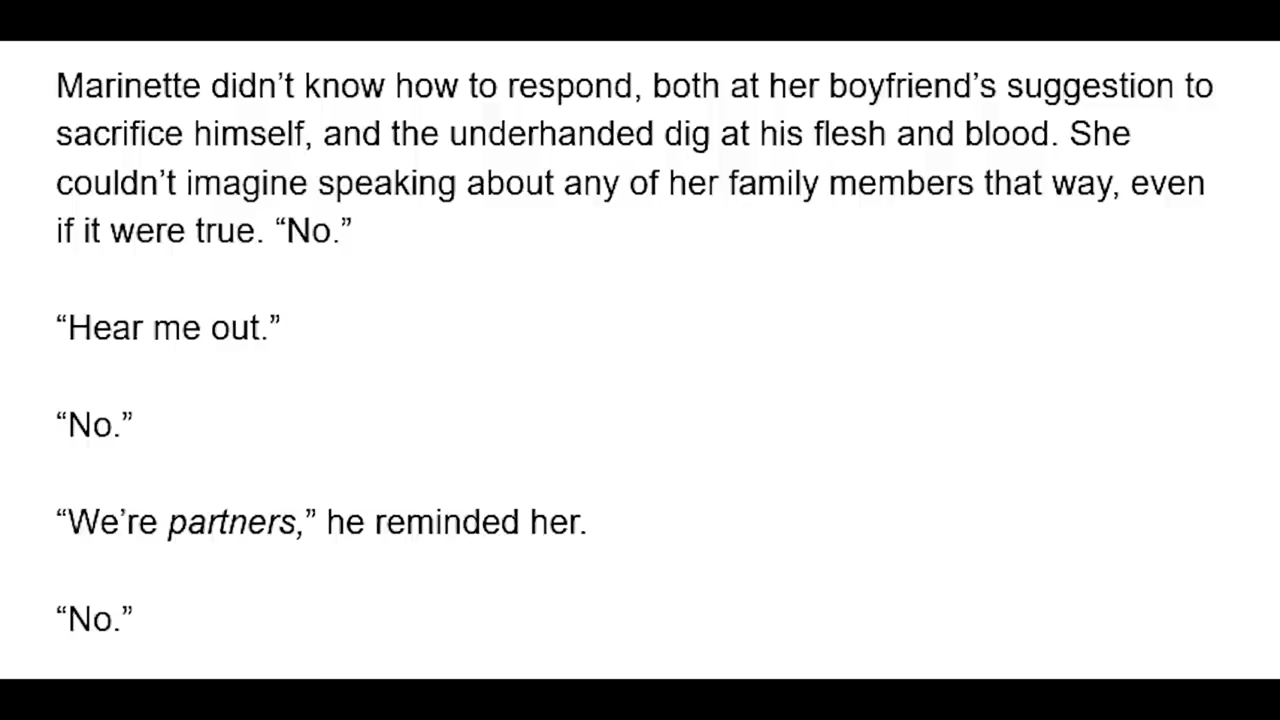 Marinette didn’t know how to respond, both at her boyfriend’s suggestion to
sacrifice himself, and the underhanded dig at his flesh and blood. She
couldn’t imagine speaking about any of her family members that way, even
if it were true. “No.”
“Hear me out.”
“No.”
“We’re partners,” he reminded her.
“No.”